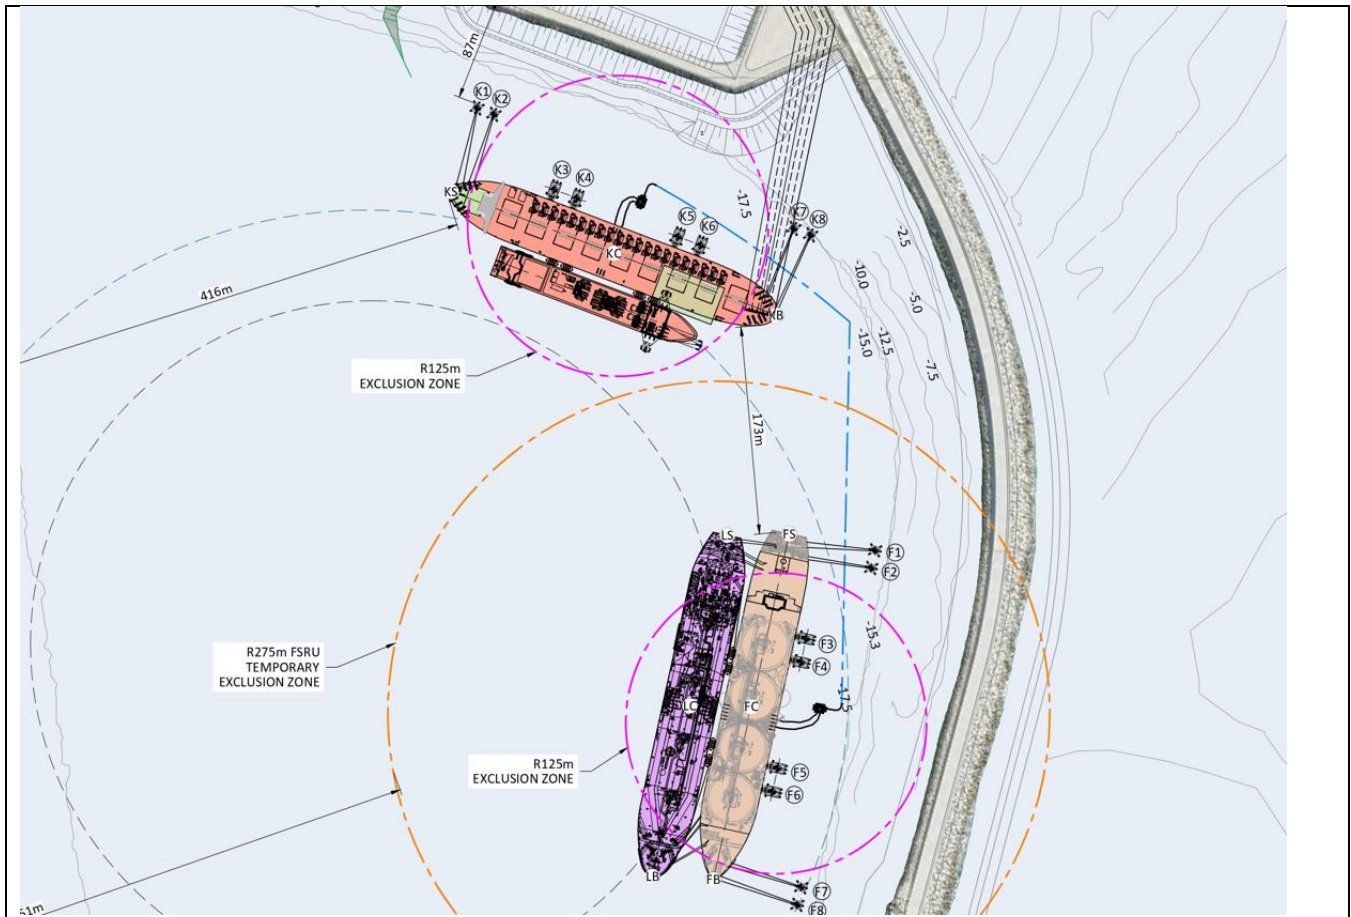 87m
K1
K2
KS
K3
K4
K5
K6
K7
K8
-17.5
-2.5
KC
KB
-10.0
-5.0
-15.0
-12.5
-7.5
416m
R125m
EXCLUSION ZONE
173m
LS
FS
F1
F2
F3
F4
-15.3
R275m FSRU
TEMPORARY
EXCLUSION ZONE
LC
FC
-17.5
R125m
EXCLUSION ZONE
F5
F6
LB
FB
F7
F8